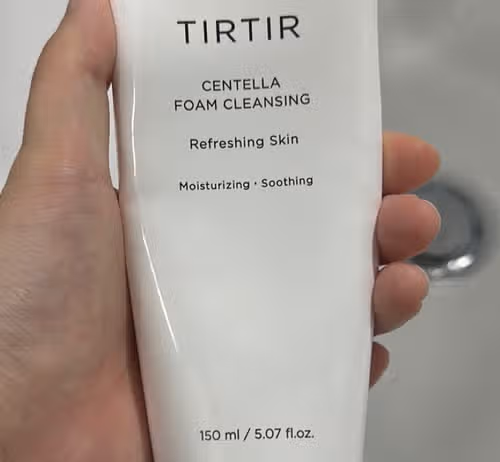 TIRTIR
CENTELLA
FOAM CLEANSING
Refreshing Skin
Moisturizing · Soothing
150 ml / 5.07 fl.oz.